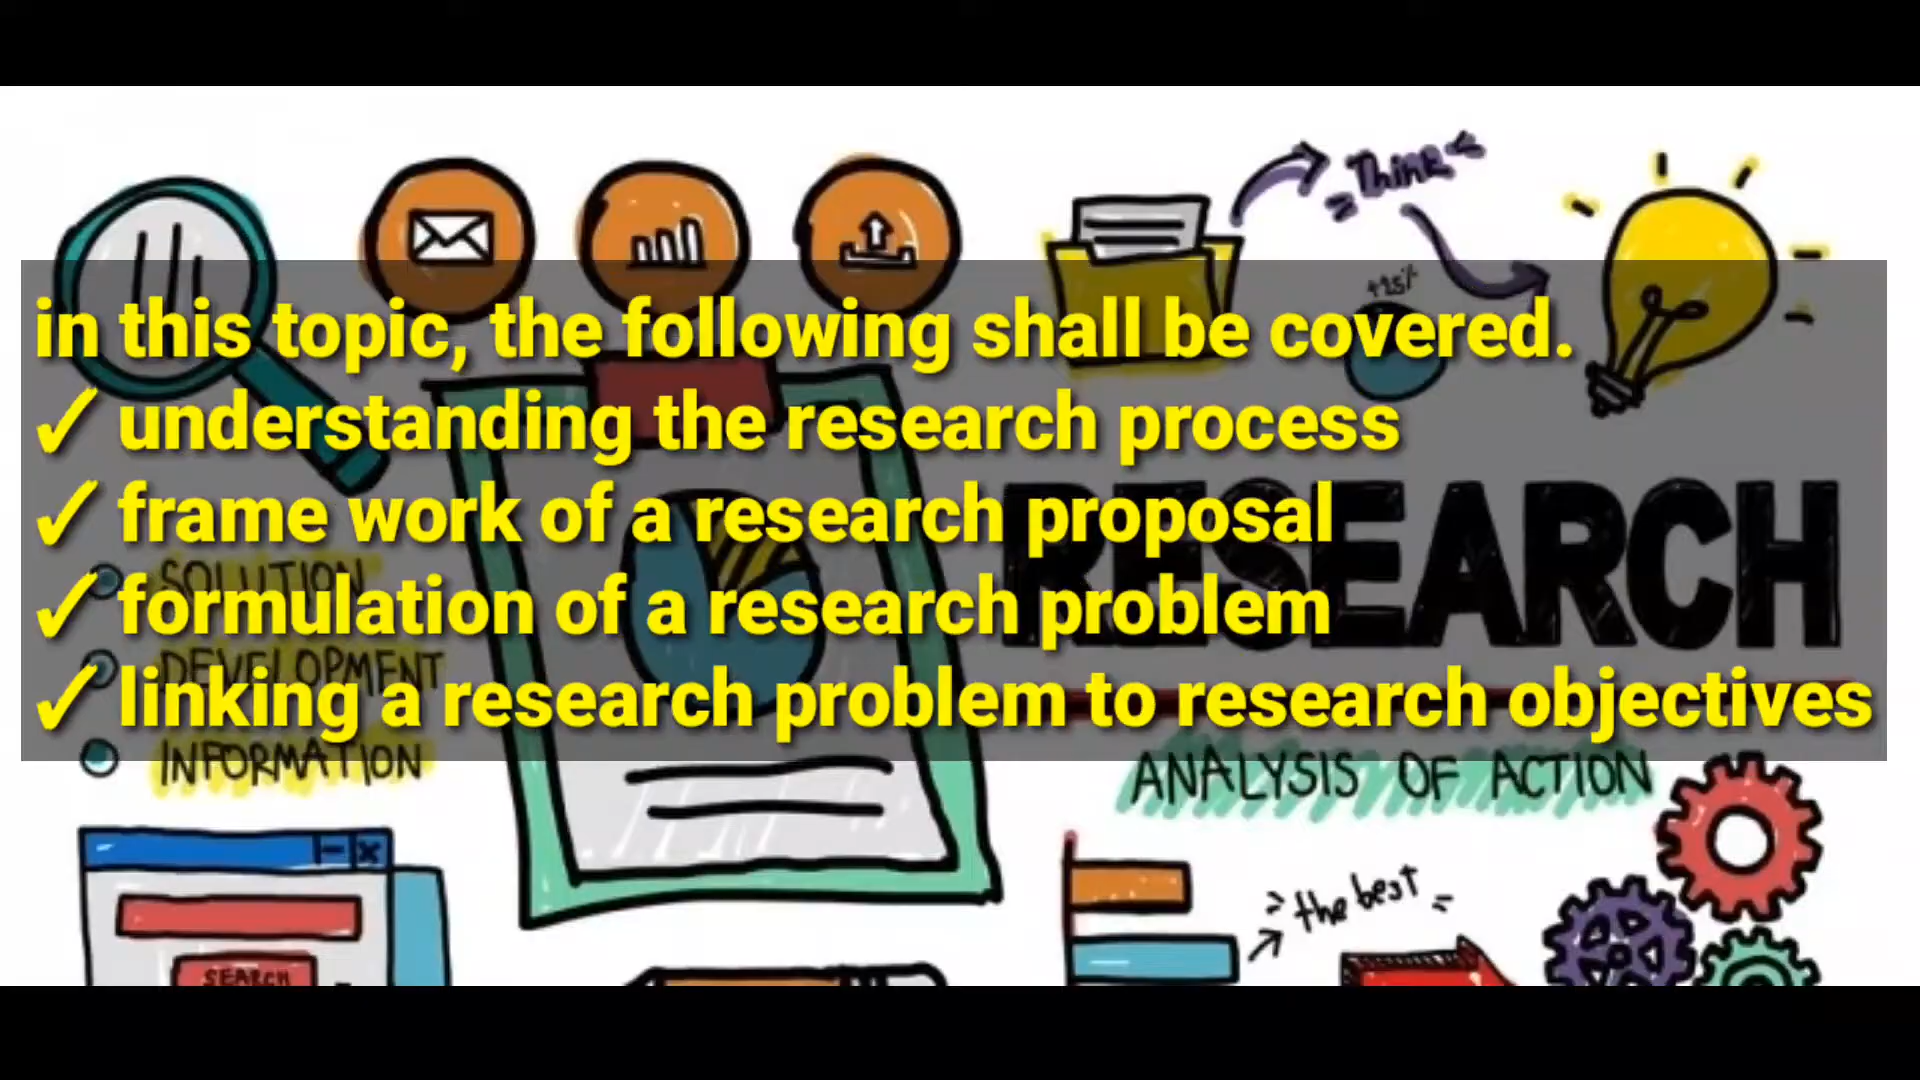 Think
+25%
in this topic, the following shall be covered.
✓ understanding the research process
✓ frame work of a research proposal
✓ formulation of a research problem
✓ linking a research problem to research objectives
RESEARCH
SOLUTION
DEVELOPMENT
INFORMATION
ANALYSIS OF ACTION
the best
SEARCH